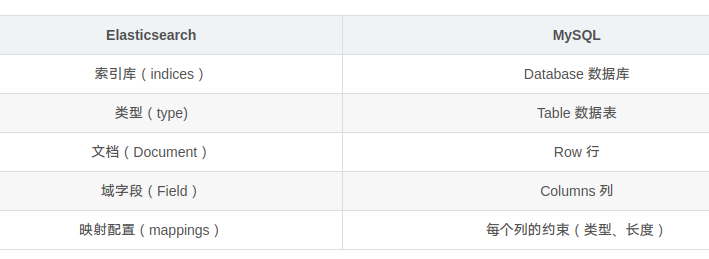 Elasticsearch MySQL
索引库（indices） Database 数据库
类型（type) Table 数据表
文档（Document） Row 行
域字段（Field） Columns 列
映射配置（mappings） 每个列的约束（类型、长度）